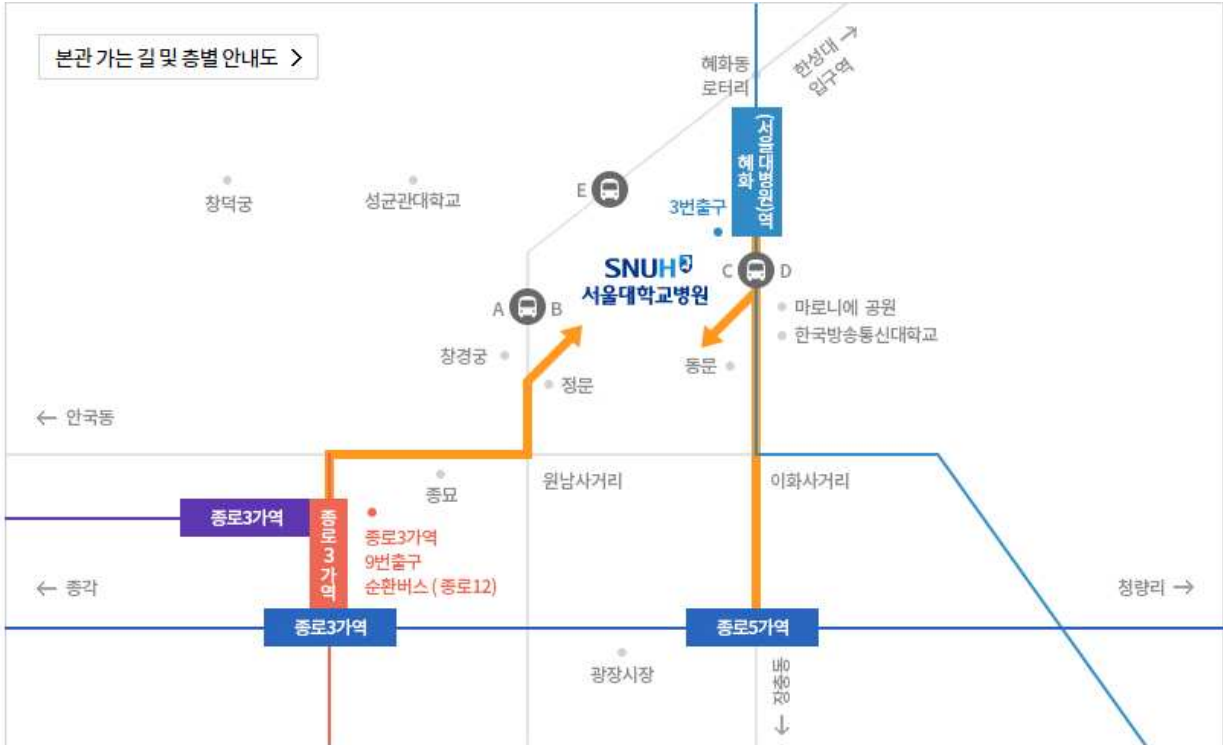 본관 가는 길 및 층별 안내도
혜화동
로터리
한성대
입구역
혜화
(서울대병원)역
창덕궁
성균관대학교
E
3번출구
SNUH
서울대학교병원
C
D
A
B
마로니에 공원
한국방송통신대학교
창경궁
동문
정문
← 안국동
종묘
원남사거리
이화사거리
종로3가역
종로3가역
종로3가역
9번출구
순환버스 ( 종로12)
← 종각
청량리 →
종로3가역
종로5가역
광장시장
장충동